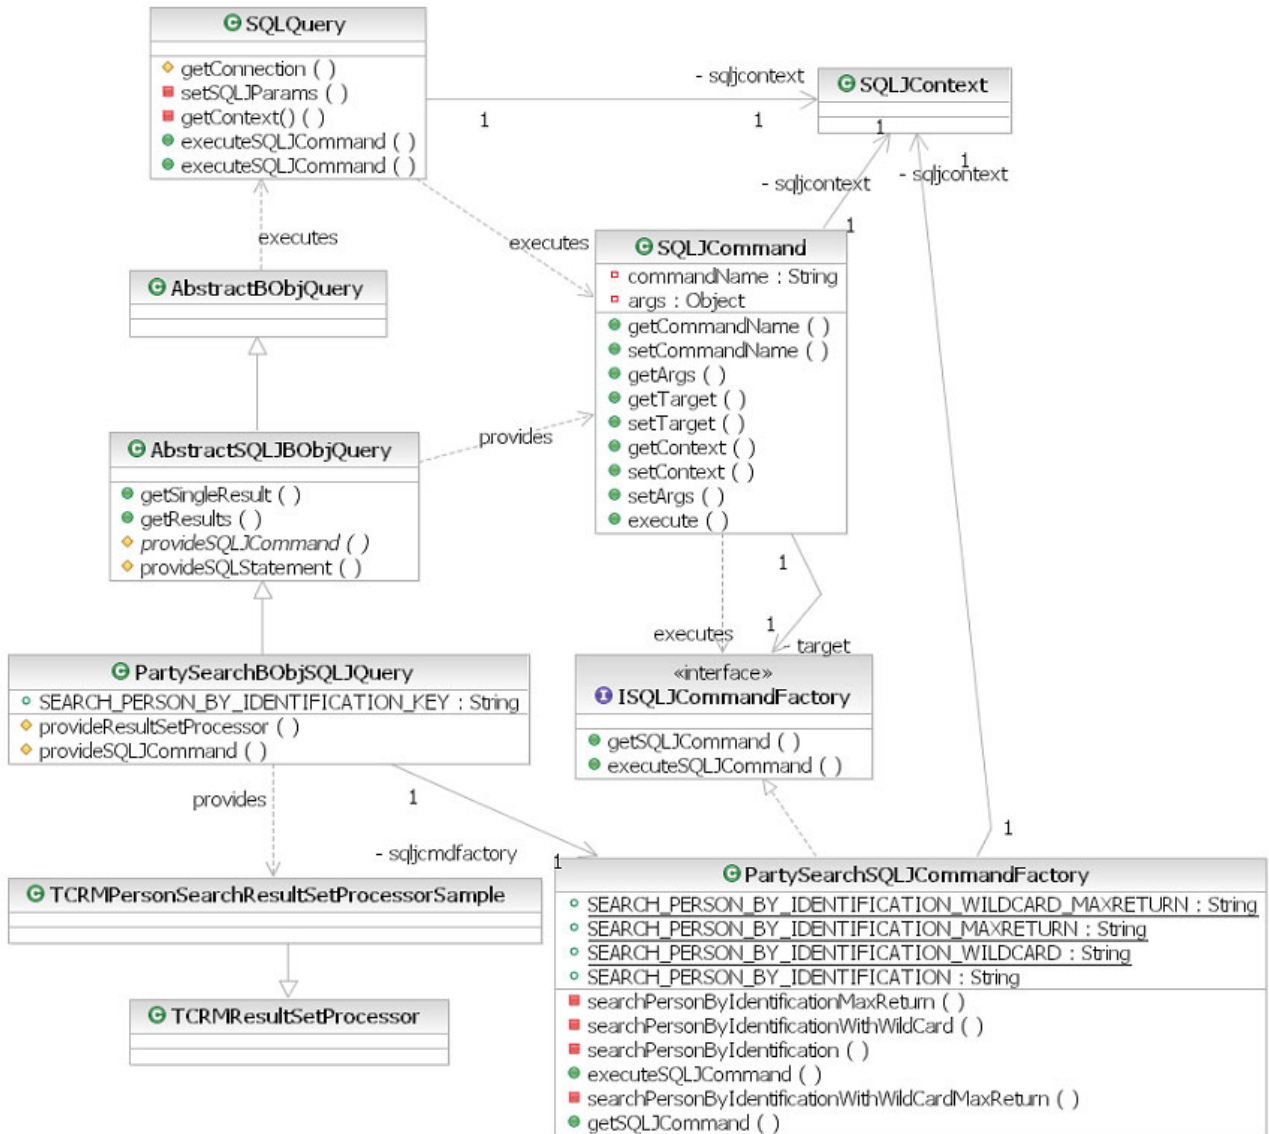 SQLQuery
getConnection ( )
setSQLJParams ( )
getContext() ( )
executeSQLJCommand ( )
executeSQLJCommand ( )
- sqljcontext
1
1
SQLJContext
1
- sqljcontext
1
- sqljcontext
1
executes
executes
AbstractBObjQuery
SQLJCommand
commandName : String
args : Object
getCommandName ( )
setCommandName ( )
getArgs ( )
getTarget ( )
setTarget ( )
getContext ( )
setContext ( )
setArgs ( )
execute ( )
provides
AbstractSQLJBObjQuery
getSingleResult ( )
getResults ( )
provideSQLJCommand ( )
provideSQLStatement ( )
1
executes
1
- target
PartySearchBObjSQLJQuery
SEARCH_PERSON_BY_IDENTIFICATION_KEY : String
provideResultSetProcessor ( )
provideSQLJCommand ( )
«interface»
ISQLJCommandFactory
getSQLJCommand ( )
executeSQLJCommand ( )
provides
1
- sqljcmdfactory
1
1
TCRMPersonSearchResultSetProcessorSample
TCRMResultSetProcessor
PartySearchSQLJCommandFactory
SEARCH_PERSON_BY_IDENTIFICATION_WILDCARD_MAXRETURN : String
SEARCH_PERSON_BY_IDENTIFICATION_MAXRETURN : String
SEARCH_PERSON_BY_IDENTIFICATION_WILDCARD : String
SEARCH_PERSON_BY_IDENTIFICATION : String
searchPersonByIdentificationMaxReturn ( )
searchPersonByIdentificationWithWildCard ( )
searchPersonByIdentification ( )
executeSQLJCommand ( )
searchPersonByIdentificationWithWildCardMaxReturn ( )
getSQLJCommand ( )